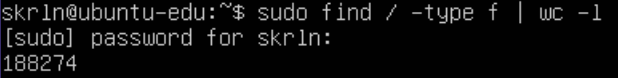 skrln@ubuntu-edu:~$ sudo find / -type f | wc -l
[sudo] password for skrln:
188274